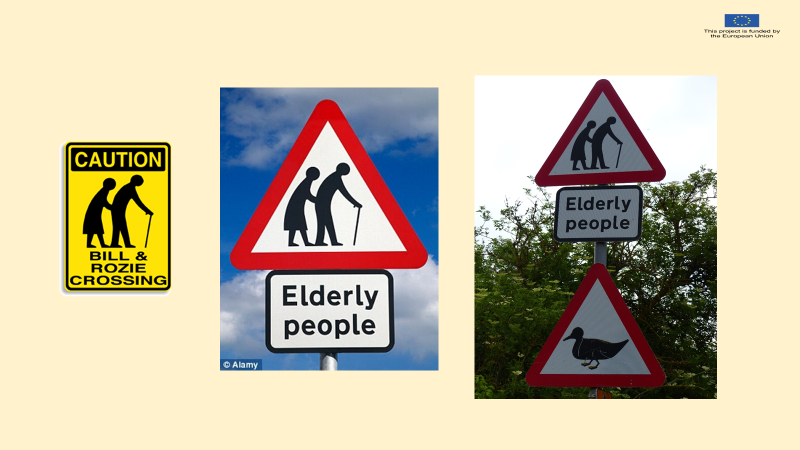 This project is funded by
the European Union
CAUTION
BILL &
ROZIE
CROSSING
Elderly
people
© Alamy
Elderly
people